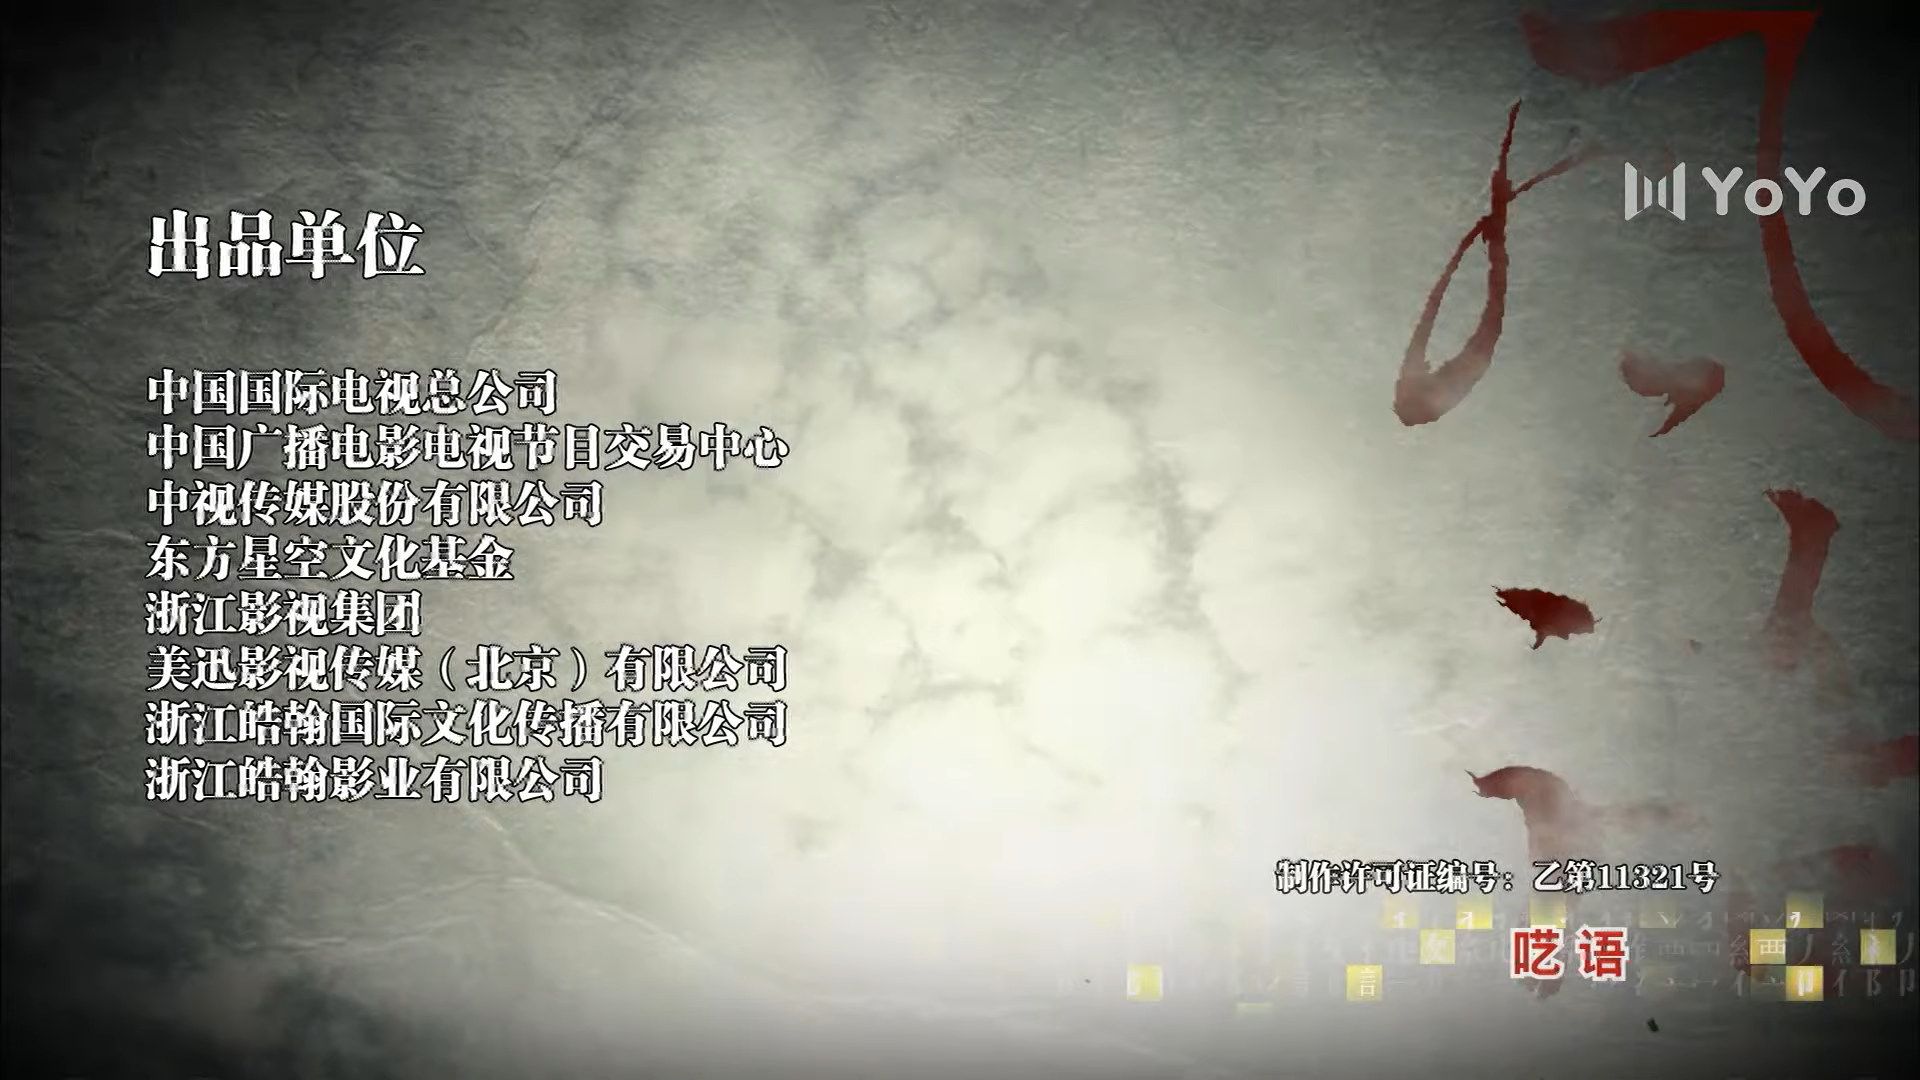 YoYo
出品单位
中国国际电视总公司
中国广播电影电视节目交易中心
中视传媒股份有限公司
东方星空文化基金
浙江影视集团
美迅影视传媒（北京）有限公司
浙江皓翰国际文化传播有限公司
浙江皓翰影业有限公司
制作许可证编号：乙第11321号
呓语